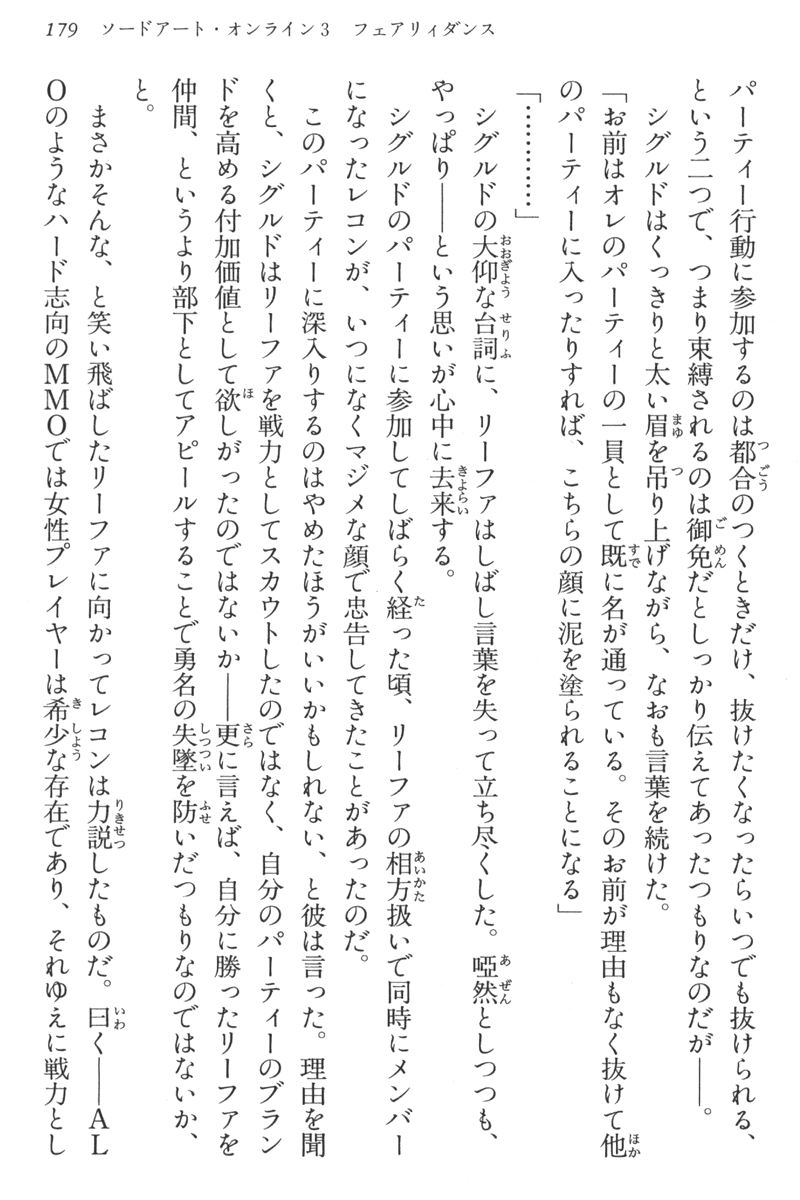 179　ソードアート・オンライン3　フェアリィダンス
パーティー行動に参加するのは都合のつくときだけ、抜けたくなったらいつでも抜けられる、
という二つで、つまり束縛されるのは御免だとしっかり伝えてあったつもりなのだが――。
　シグルドはくっきりと太い眉を吊り上げながら、なおも言葉を続けた。
「お前はオレのパーティーの一員として既に名が通っている。そのお前が理由もなく抜けて他
のパーティーに入ったりすれば、こちらの顔に泥を塗られることになる」
「…………」
　シグルドの大仰な台詞に、リーファはしばし言葉を失って立ち尽くした。啞然としつつも、
やっぱり――という思いが心中に去来する。
　シグルドのパーティーに参加してしばらく経った頃、リーファの相方扱いで同時にメンバー
になったレコンが、いつになくマジメな顔で忠告してきたことがあったのだ。
　このパーティーに深入りするのはやめたほうがいいかもしれない、と彼は言った。理由を聞
くと、シグルドはリーファを戦力としてスカウトしたのではなく、自分のパーティーのブラン
ドを高める付加価値として欲しがったのではないか――更に言えば、自分に勝ったリーファを
仲間、というより部下としてアピールすることで勇名の失墜を防いだつもりなのではないか、
と。
　まさかそんな、と笑い飛ばしたリーファに向かってレコンは力説したものだ。曰く――AL
Oのようなハード志向のMMOでは女性プレイヤーは希少な存在であり、それゆえに戦力とし